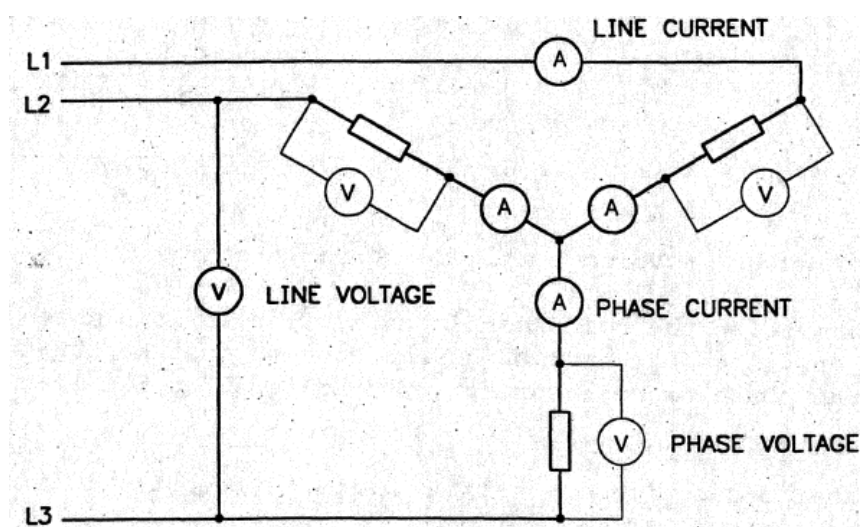 LINE CURRENT
L1
A
L2
V
A
A
V
V
LINE VOLTAGE
A
PHASE CURRENT
V
PHASE VOLTAGE
L3